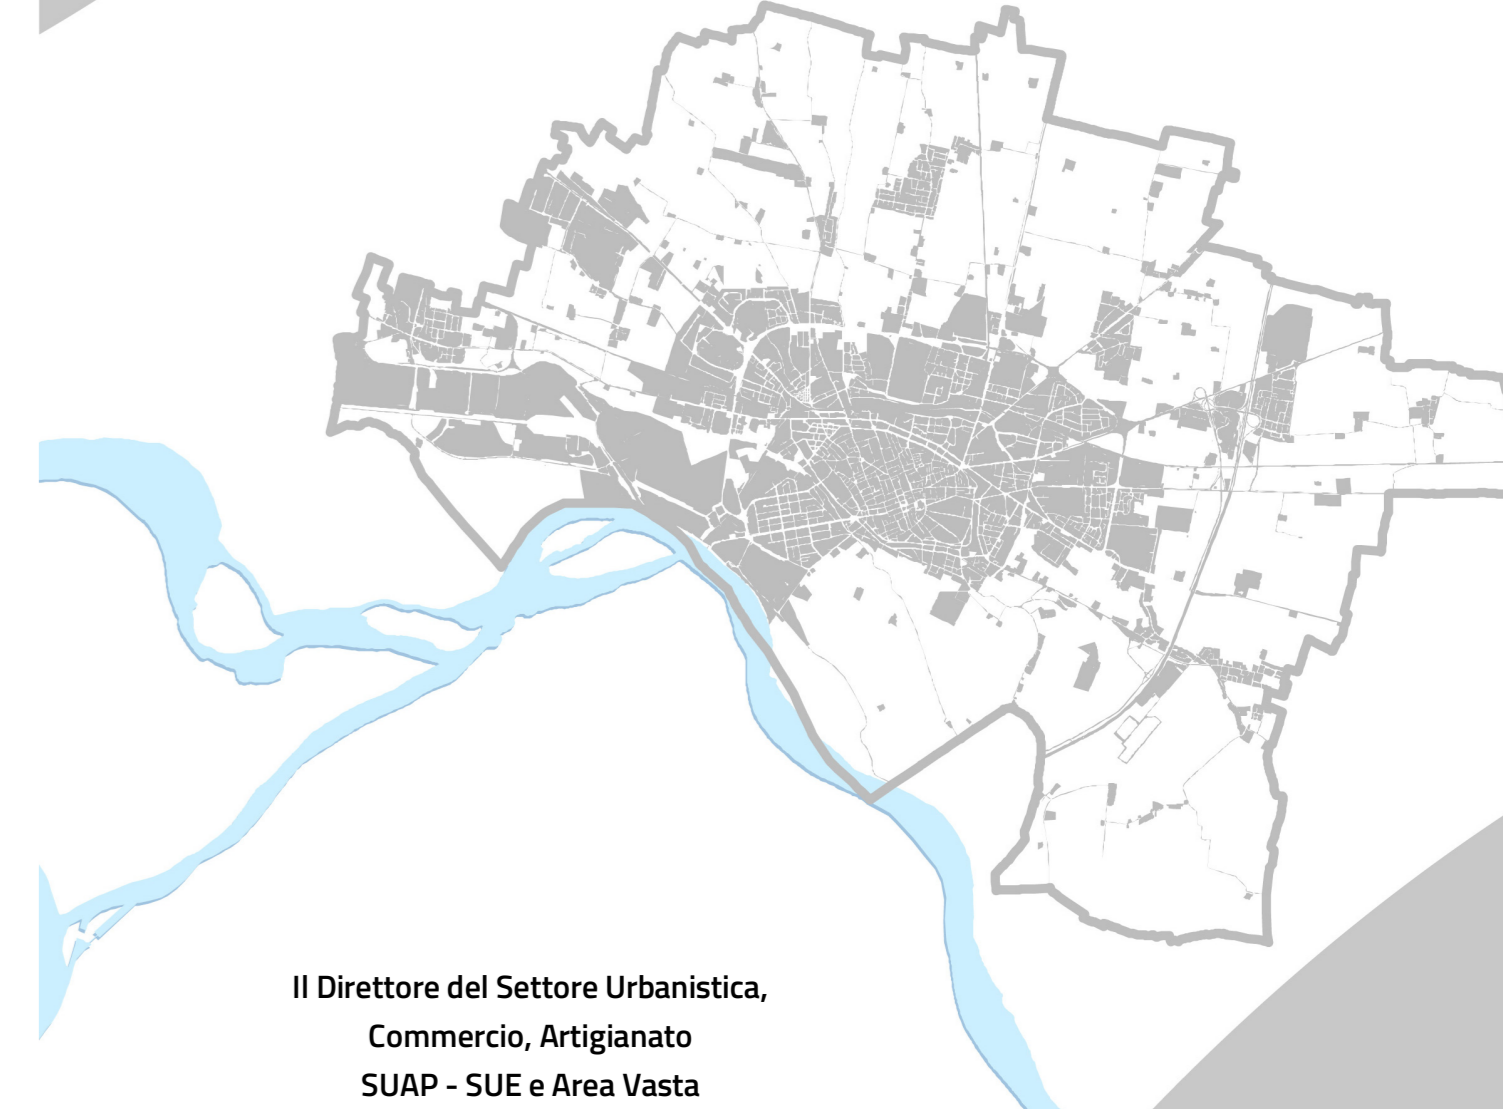 Il Direttore del Settore Urbanistica,
Commercio, Artigianato
SUAP - SUE e Area Vasta